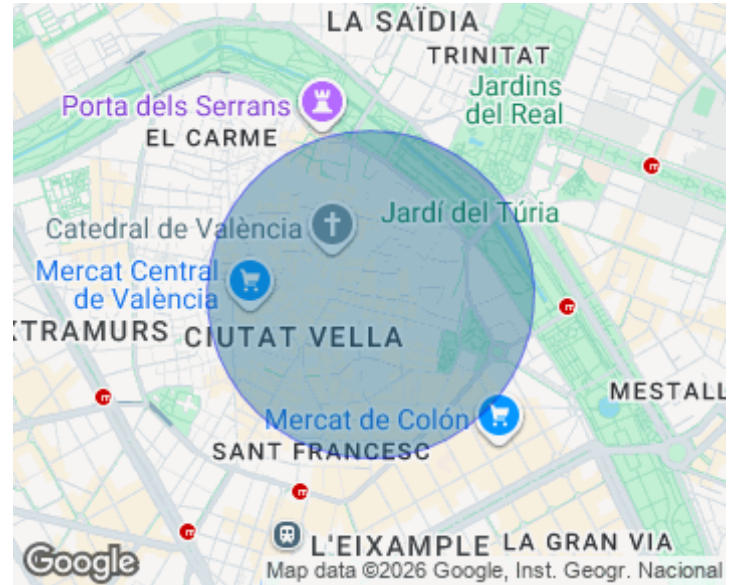 LA SAÏDIA
TRINITAT
Jardins
del Real
Porta dels Serrans
EL CARME
Jardí del Túria
Catedral de València
Mercat Central
de València
XTRAMURS
CIUTAT VELLA
MESTALL
Mercat de Colón
SANT FRANCESC
L'EIXAMPLE
LA GRAN VIA
Google
Map data ©2026 Google, Inst. Geogr. Nacional